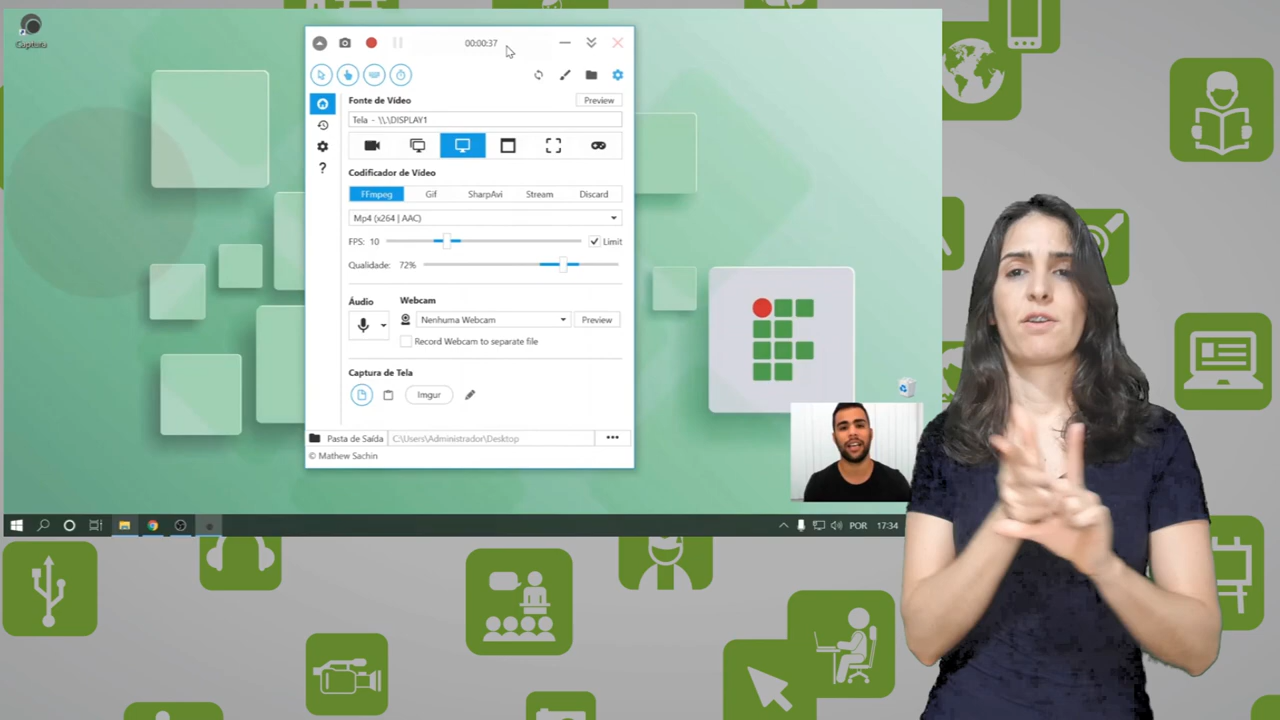 Captura
00:00:37
Fonte de Vídeo
Preview
Tela - \\.\DISPLAY1
Codificador de Vídeo
FFmpeg Gif SharpAvi Stream Discard
Mp4 (x264 | AAC)
FPS: 10
Limit
Qualidade: 72%
Áudio
Webcam
Nenhuma Webcam
Preview
Record Webcam to separate file
Captura de Tela
Imgur
Pasta de Saída
C:\Users\Administrador\Desktop
© Mathew Sachin
POR 17:34